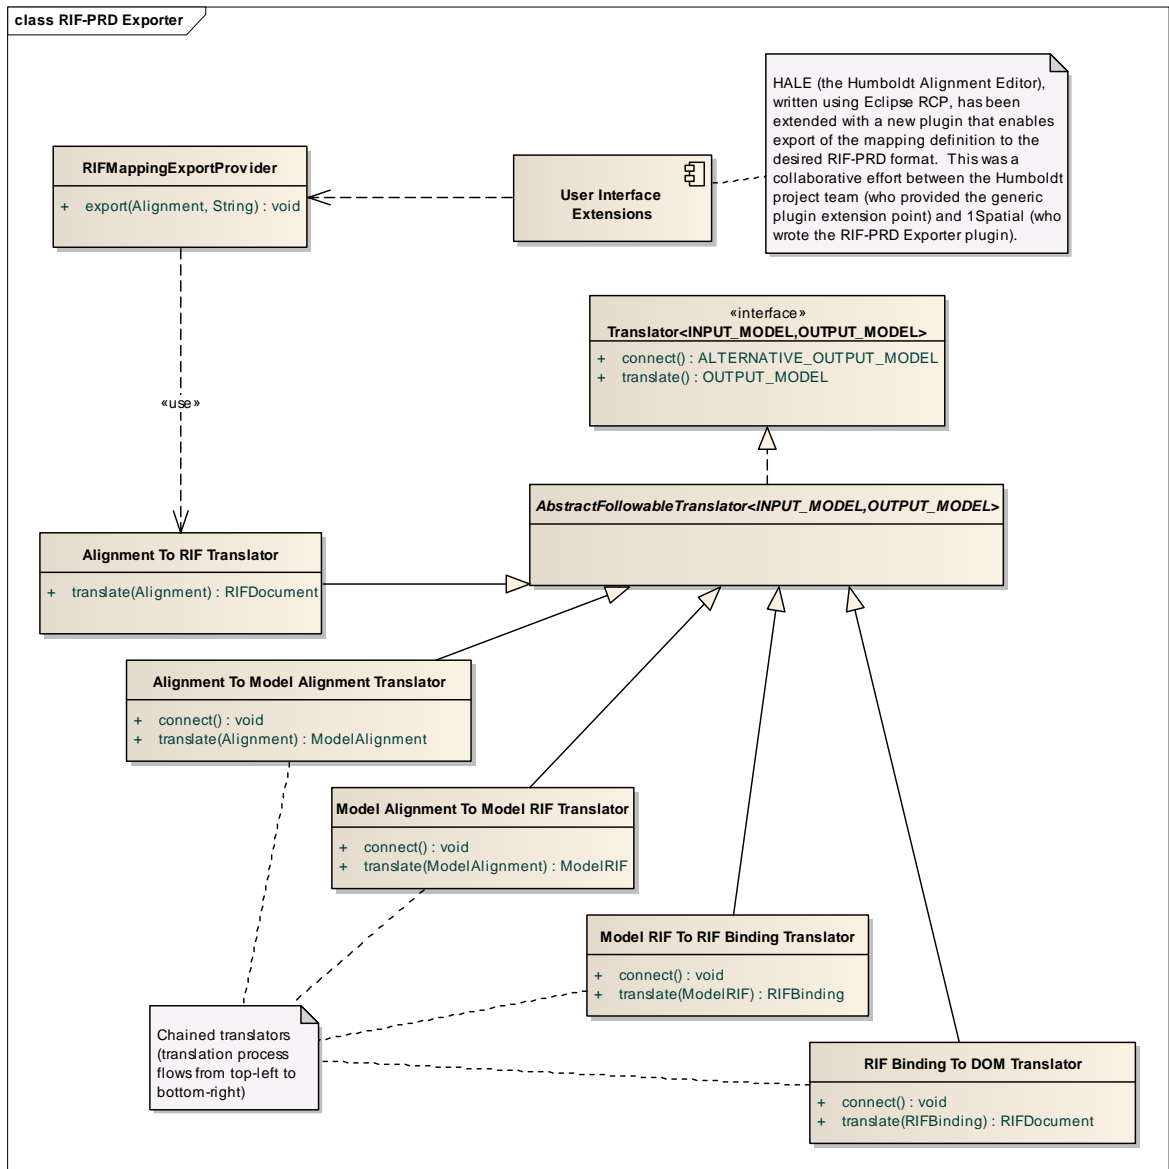 class RIF-PRD Exporter
HALE (the Humboldt Alignment Editor),
written using Eclipse RCP, has been
extended with a new plugin that enables
export of the mapping definition to the
desired RIF-PRD format.  This was a
collaborative effort between the Humboldt
project team (who provided the generic
plugin extension point) and 1Spatial (who
wrote the RIF-PRD Exporter plugin).
RIFMappingExportProvider
+ export(Alignment, String) : void
User Interface
Extensions
«interface»
Translator<INPUT_MODEL,OUTPUT_MODEL>
+ connect() : ALTERNATIVE_OUTPUT_MODEL
+ translate() : OUTPUT_MODEL
«use»
AbstractFollowableTranslator<INPUT_MODEL,OUTPUT_MODEL>
Alignment To RIF Translator
+ translate(Alignment) : RIFDocument
Alignment To Model Alignment Translator
+ connect() : void
+ translate(Alignment) : ModelAlignment
Model Alignment To Model RIF Translator
+ connect() : void
+ translate(ModelAlignment) : ModelRIF
Model RIF To RIF Binding Translator
+ connect() : void
+ translate(ModelRIF) : RIFBinding
Chained translators
(translation process
flows from top-left to
bottom-right)
RIF Binding To DOM Translator
+ connect() : void
+ translate(RIFBinding) : RIFDocument